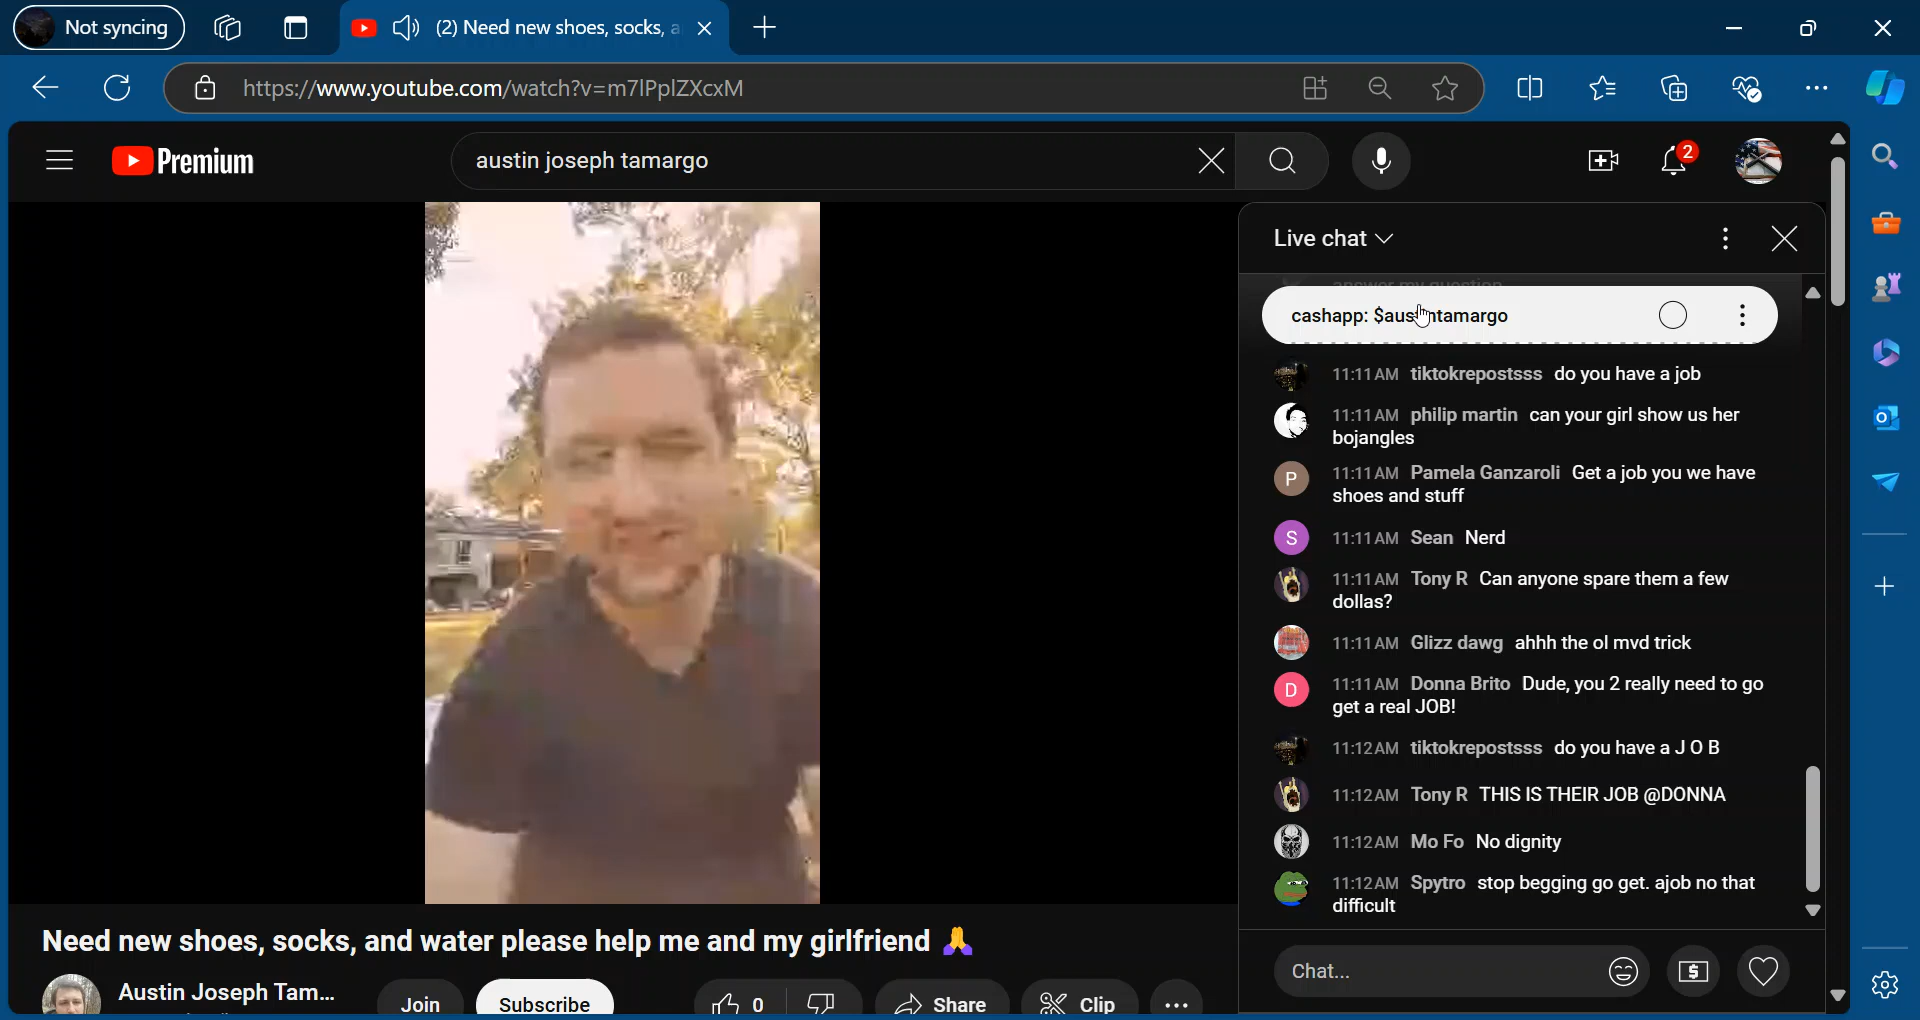 Not syncing
(2) Need new shoes, socks, a
https://www.youtube.com/watch?v=m7lPplZXcxM
Premium
austin joseph tamargo
2
Live chat
answer my question
cashapp: $austintamargo
11:11 AM tiktokrepostsss do you have a job
11:11 AM philip martin can your girl show us her
bojangles
P
11:11 AM Pamela Ganzaroli Get a job you we have
shoes and stuff
S
11:11 AM Sean Nerd
11:11 AM Tony R Can anyone spare them a few
dollas?
11:11 AM Glizz dawg ahhh the ol mvd trick
D
11:11 AM Donna Brito Dude, you 2 really need to go
get a real JOB!
11:12 AM tiktokrepostsss do you have a J O B
11:12 AM Tony R THIS IS THEIR JOB @DONNA
11:12 AM Mo Fo No dignity
11:12 AM Spytro stop begging go get. ajob no that
difficult
Chat...
Need new shoes, socks, and water please help me and my girlfriend 🙏
Austin Joseph Tam...
Join
Subscribe
0
Share
Clip